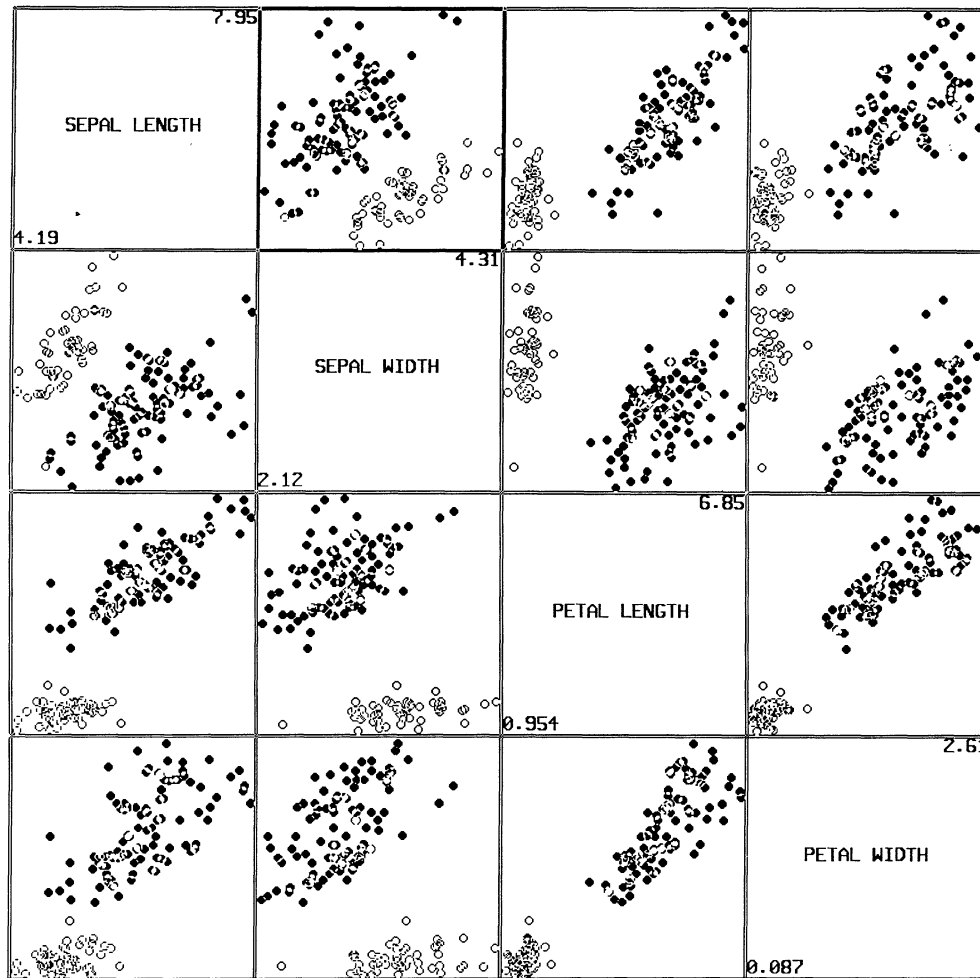 7.95
SEPAL LENGTH
4.19
4.31
SEPAL WIDTH
2.12
6.85
PETAL LENGTH
0.954
PETAL WIDTH
0.087